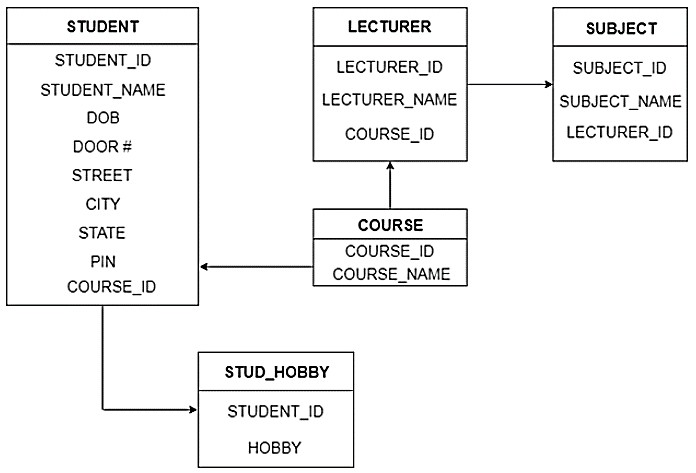 STUDENT
STUDENT_ID
STUDENT_NAME
DOB
DOOR #
STREET
CITY
STATE
PIN
COURSE_ID
LECTURER
LECTURER_ID
LECTURER_NAME
COURSE_ID
SUBJECT
SUBJECT_ID
SUBJECT_NAME
LECTURER_ID
COURSE
COURSE_ID
COURSE_NAME
STUD_HOBBY
STUDENT_ID
HOBBY